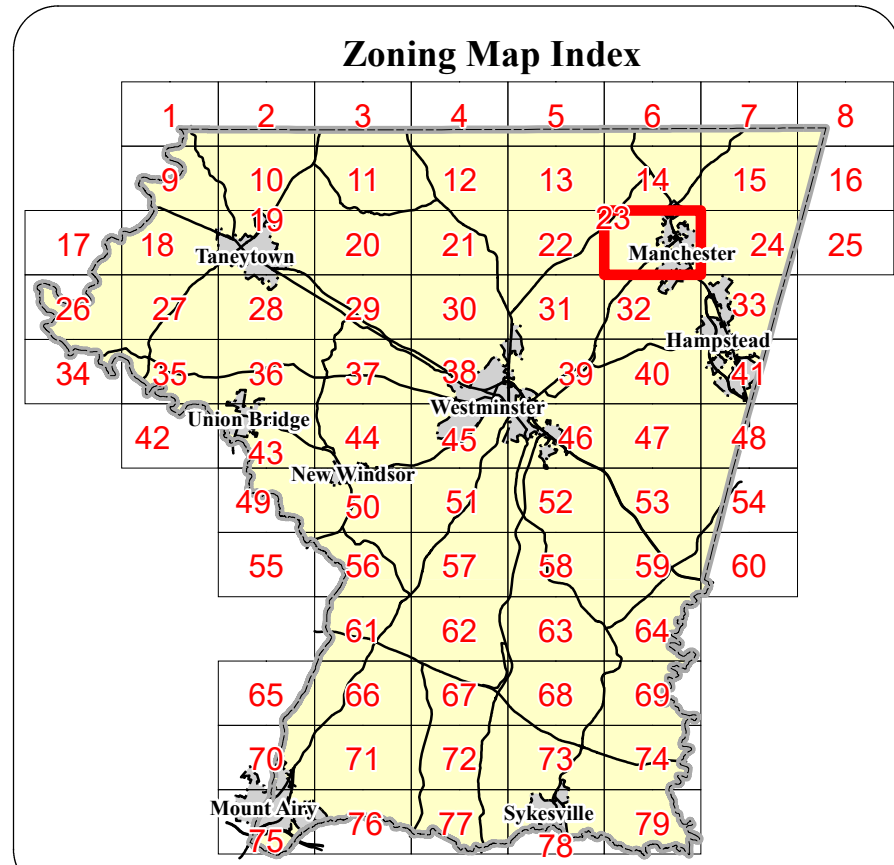 Zoning Map Index
1 2 3 4 5 6 7 8
9 10 11 12 13 14 15 16
17 18 19 20 21 22 23 24 25
Taneytown Manchester
26 27 28 29 30 31 32 33
Hampstead
34 35 36 37 38 39 40 41
Westminster
Union Bridge
42 43 44 45 46 47 48
New Windsor
49 50 51 52 53 54
55 56 57 58 59 60
61 62 63 64
65 66 67 68 69
70 71 72 73 74
Mount Airy Sykesville
75 76 77 78 79